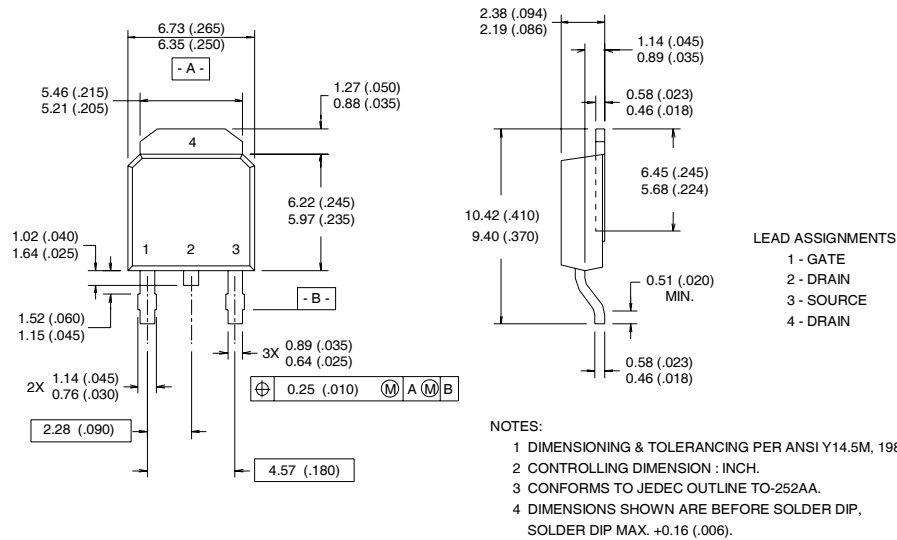 6.73 (.265)
6.35 (.250)
- A -
5.46 (.215)
5.21 (.205)
1.27 (.050)
0.88 (.035)
4
6.22 (.245)
5.97 (.235)
1.02 (.040)
1.64 (.025)
1 2 3
1.52 (.060)
1.15 (.045)
- B -
3X 0.89 (.035)
0.64 (.025)
2X 1.14 (.045)
0.76 (.030)
⌖ 0.25 (.010) Ⓜ A Ⓜ B
2.28 (.090)
4.57 (.180)
2.38 (.094)
2.19 (.086)
1.14 (.045)
0.89 (.035)
0.58 (.023)
0.46 (.018)
6.45 (.245)
5.68 (.224)
10.42 (.410)
9.40 (.370)
0.51 (.020)
MIN.
0.58 (.023)
0.46 (.018)
LEAD ASSIGNMENTS
1 - GATE
2 - DRAIN
3 - SOURCE
4 - DRAIN
NOTES:
1 DIMENSIONING & TOLERANCING PER ANSI Y14.5M,
2 CONTROLLING DIMENSION : INCH.
3 CONFORMS TO JEDEC OUTLINE TO-252AA.
4 DIMENSIONS SHOWN ARE BEFORE SOLDER DIP,
SOLDER DIP MAX. +0.16 (.006).